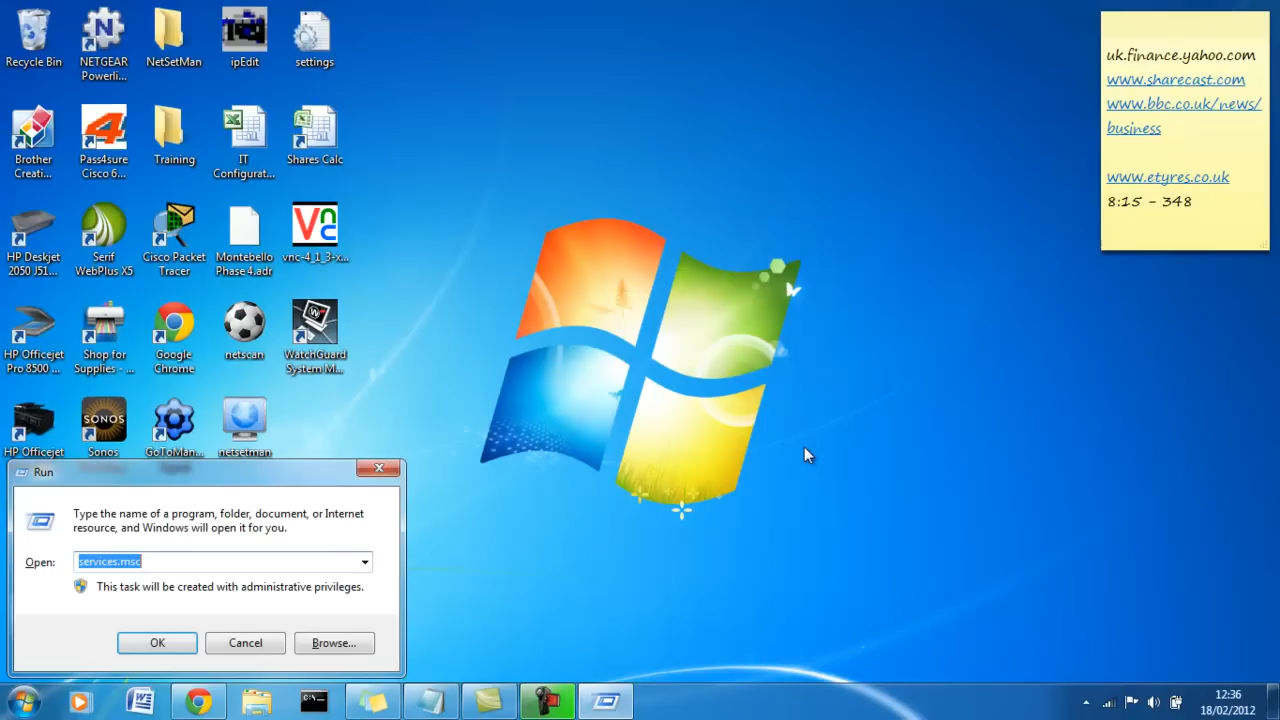 Recycle Bin
NETGEAR
Powerli...
NetSetMan
ipEdit
settings
Brother
Creati...
Pass4sure
Cisco 6...
Training
IT
Configurat...
Shares Calc
HP Deskjet
2050 J51...
Serif
WebPlus X5
Cisco Packet
Tracer
Montebello
Phase 4.adr
vnc-4_1_3-x...
HP Officejet
Pro 8500 ...
Shop for
Supplies - ...
Google
Chrome
netscan
WatchGuard
System M...
HP Officejet
SONOS
Sonos
GoToMan...
netsetman
uk.finance.yahoo.com
www.sharecast.com
www.bbc.co.uk/news/
business
www.etyres.co.uk
8:15 - 348
Run
Type the name of a program, folder, document, or Internet
resource, and Windows will open it for you.
Open: services.msc
This task will be created with administrative privileges.
OK Cancel Browse...
12:36
18/02/2012